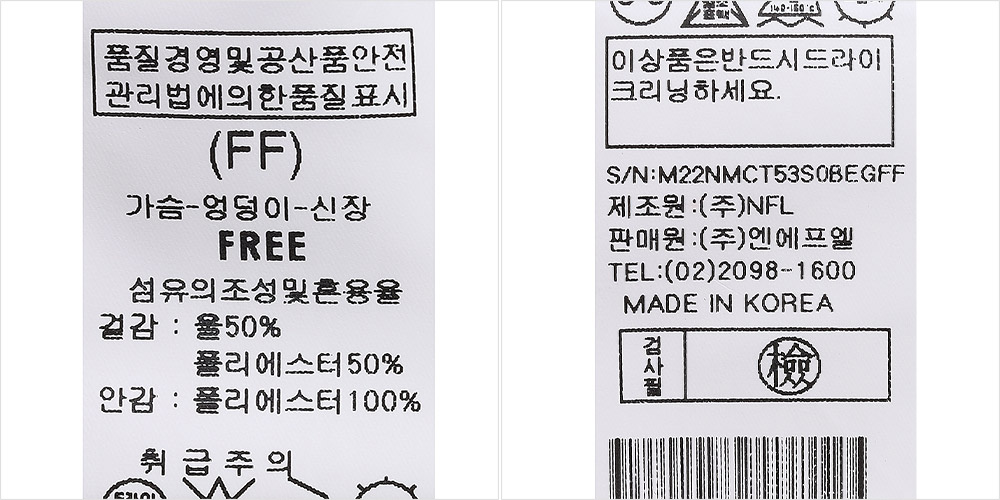 품질경영및공산품안전
관리법에의한품질표시
(FF)
가슴-엉덩이-신장
FREE
섬유의조성및혼용율
겉감 : 울50%
폴리에스터50%
안감 : 폴리에스터100%
취급주의
드라이
140-160℃
이상품은반드시드라이
크리닝하세요.
S/N:M22NMCT53S0BEGFF
제조원:(주)NFL
판매원:(주)엔에프엘
TEL:(02)2098-1600
MADE IN KOREA
검사필
檢